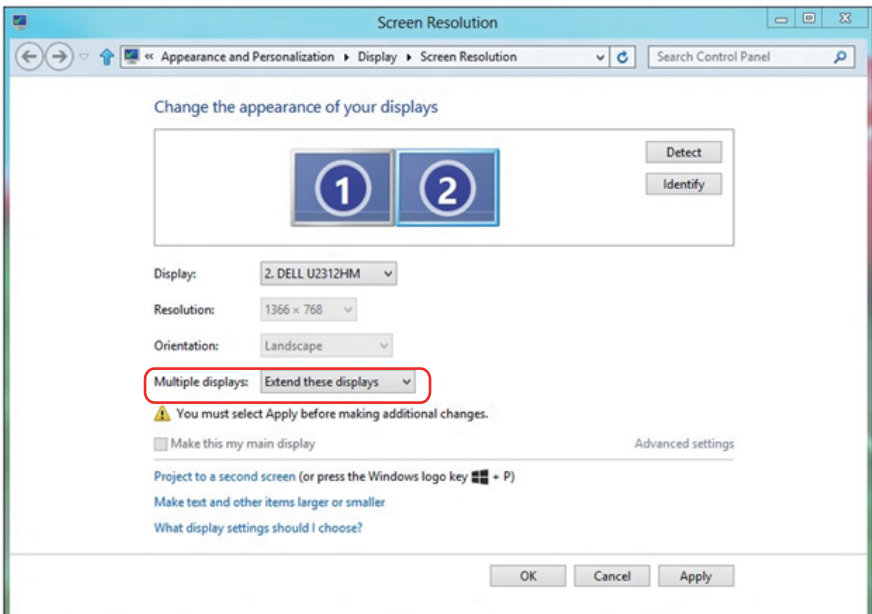 Screen Resolution
« Appearance and Personalization Display Screen Resolution Search Control Panel
Change the appearance of your displays
1 2
Detect
Identify
Display: 2. DELL U2312HM
Resolution: 1366 × 768
Orientation: Landscape
Multiple displays: Extend these displays
You must select Apply before making additional changes.
Make this my main display Advanced settings
Project to a second screen (or press the Windows logo key + P)
Make text and other items larger or smaller
What display settings should I choose?
OK Cancel Apply